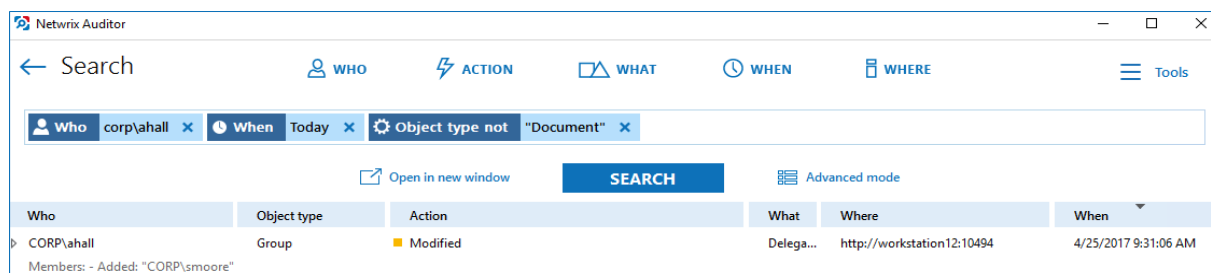 Netwrix Auditor
Search WHO ACTION WHAT WHEN WHERE Tools
Who corp\ahall When Today Object type not "Document"
Open in new window SEARCH Advanced mode
Who Object type Action What Where When
CORP\ahall Group Modified Delega... http://workstation12:10494 4/25/2017 9:31:06 AM
Members: - Added: "CORP\smoore"